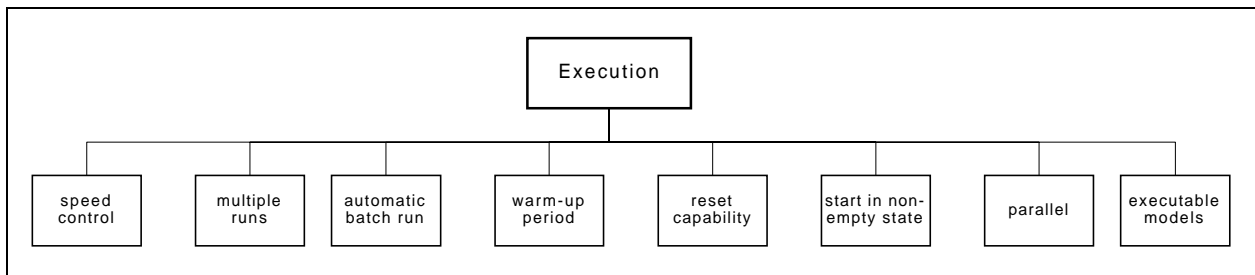 Execution
speed
control
multiple
runs
automatic
batch run
warm-up
period
reset
capability
start in non-
empty state
parallel
executable
models